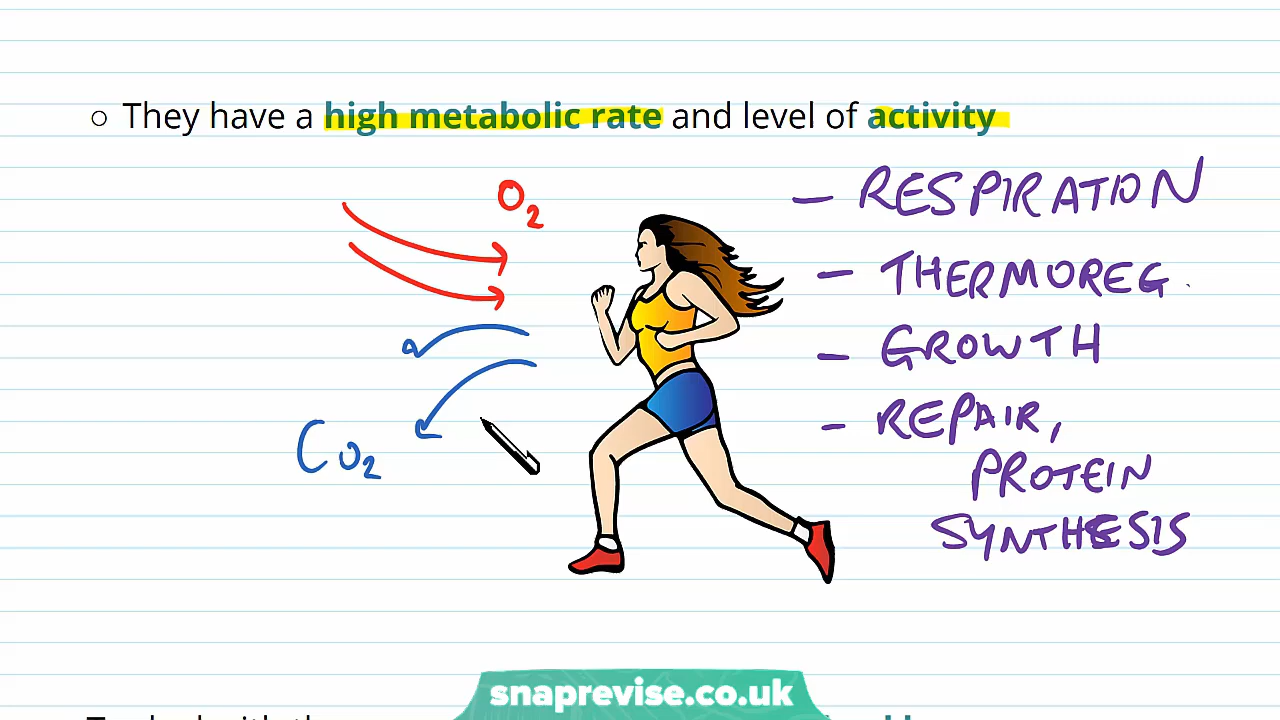 ○ They have a high metabolic rate and level of activity
O2
CO2
– RESPIRATION
– THERMOREG
– GROWTH
– REPAIR,
PROTEIN
SYNTHESIS
snaprevise.co.uk